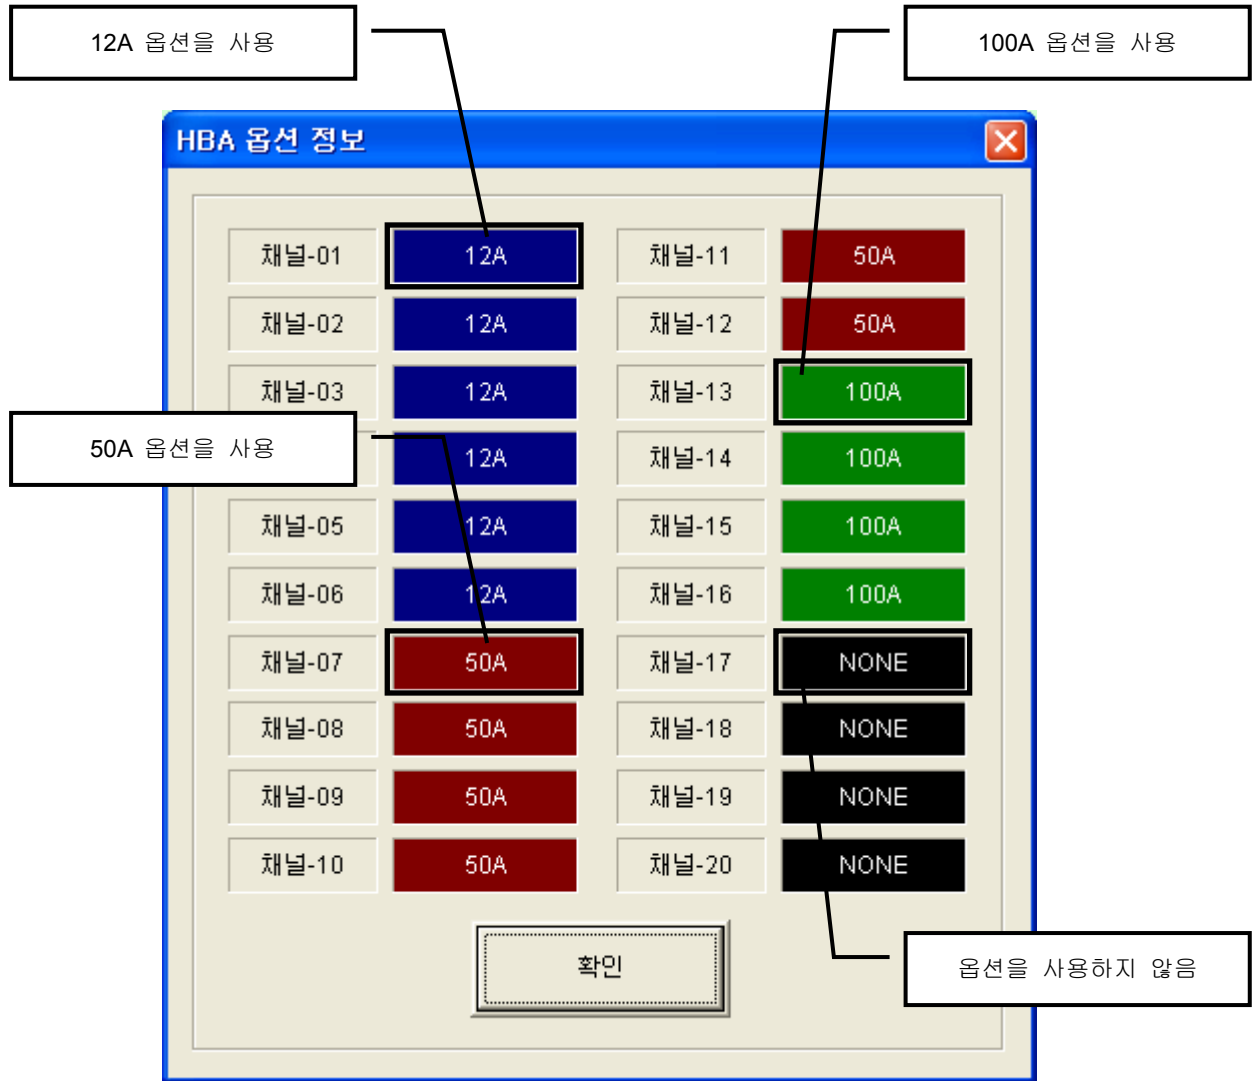 12A 옵션을 사용
100A 옵션을 사용
HBA 옵션 정보
채널-01 12A 채널-11 50A
채널-02 12A 채널-12 50A
채널-03 12A 채널-13 100A
50A 옵션을 사용
12A 채널-14 100A
채널-05 12A 채널-15 100A
채널-06 12A 채널-16 100A
채널-07 50A 채널-17 NONE
채널-08 50A 채널-18 NONE
채널-09 50A 채널-19 NONE
채널-10 50A 채널-20 NONE
확인
옵션을 사용하지 않음